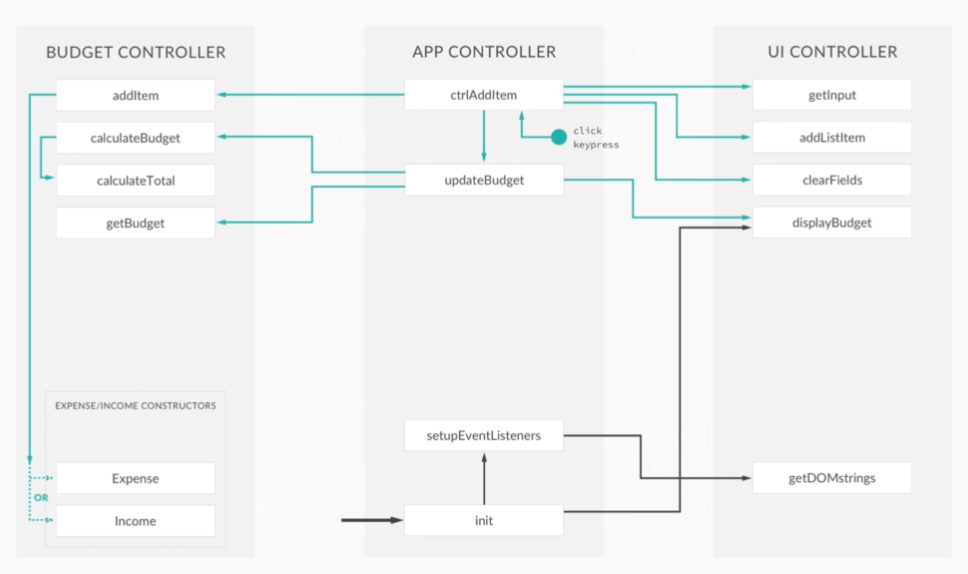 BUDGET CONTROLLER
addItem
calculateBudget
calculateTotal
getBudget
EXPENSE/INCOME CONSTRUCTORS
Expense
OR
Income
APP CONTROLLER
ctrlAddItem
click
keypress
updateBudget
setupEventListeners
init
UI CONTROLLER
getInput
addListItem
clearFields
displayBudget
getDOMstrings